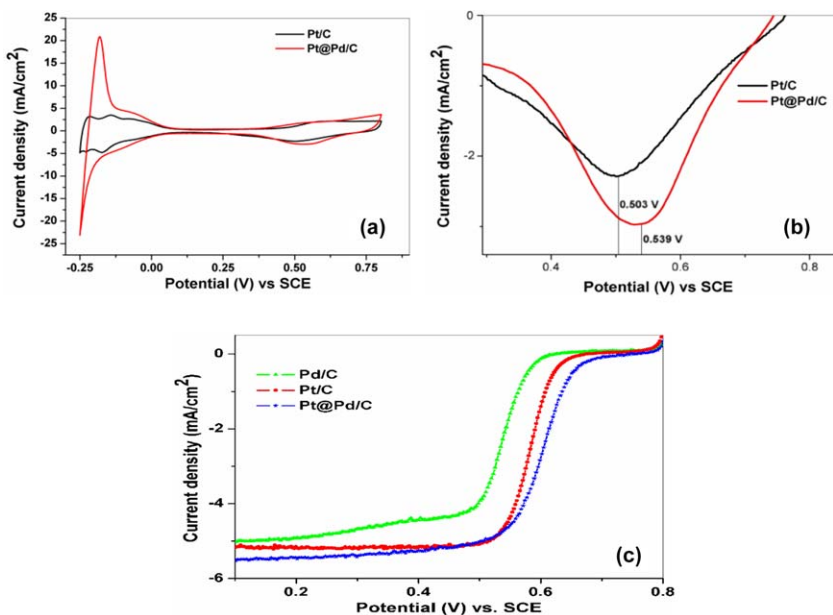 Current density (mA/cm²)
25
20
15
10
5
0
-5
-10
-15
-20
25
-0.25
0.00
0.25
0.50
0.75
Potential (V) vs SCE
Pt/C
Pt@Pd/C
(a)
Current density (mA/cm²)
0
-2
0.4
0.6
0.8
Potential (V) vs SCE
Pt/C
Pt@Pd/C
0.503 V
0.539 V
(b)
Current density (mA/cm²)
0
-2
-4
-6
0.2
0.4
0.6
0.8
Potential (V) vs. SCE
Pd/C
Pt/C
Pt@Pd/C
(c)